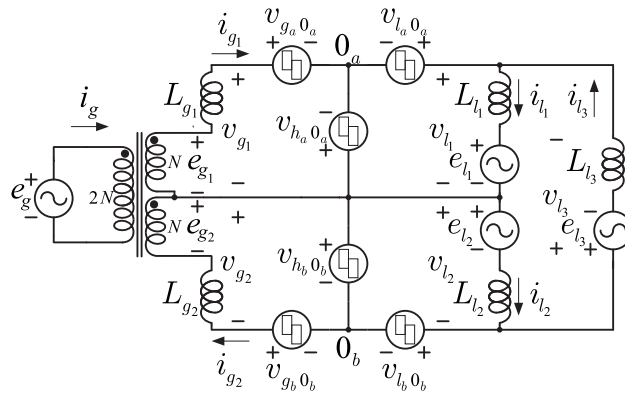 i_{g_1} v_{g_a 0_a} 0_a v_{l_a 0_a}
+ − − +
L_{g_1} + − + L_{l_1} i_{l_1} i_{l_3}
i_g v_{g_1} v_{h_a 0_a} v_{l_1} − L_{l_3}
+ + + e_{l_1}
e_g + 2N N e_{g_1} − − − − v_{l_3} −
− N e_{g_2} + + + + e_{l_2} e_{l_3}
− + − + +
v_{g_2} v_{h_b 0_b} v_{l_2}
L_{g_2} − − L_{l_2} i_{l_2}
− + − − + −
i_{g_2} v_{g_b 0_b} 0_b v_{l_b 0_b}